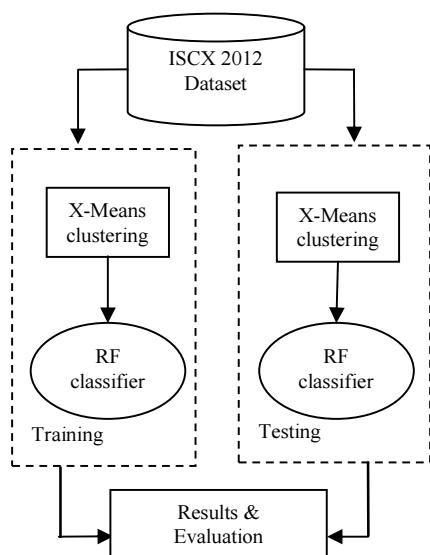 ISCX 2012
Dataset
X-Means
clustering
RF
classifier
Training
X-Means
clustering
RF
classifier
Testing
Results &
Evaluation